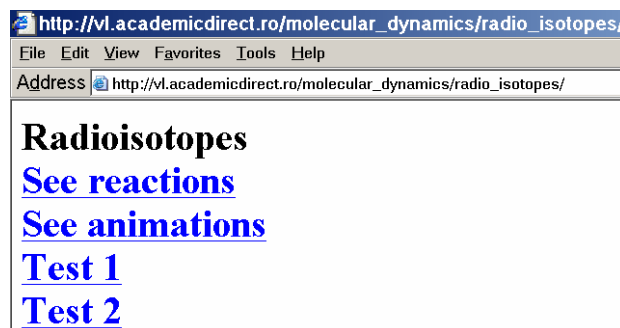 http://vl.academicdirect.ro/molecular_dynamics/radio_isotopes/
File Edit View Favorites Tools Help
Address http://vl.academicdirect.ro/molecular_dynamics/radio_isotopes/
Radioisotopes
See reactions
See animations
Test 1
Test 2